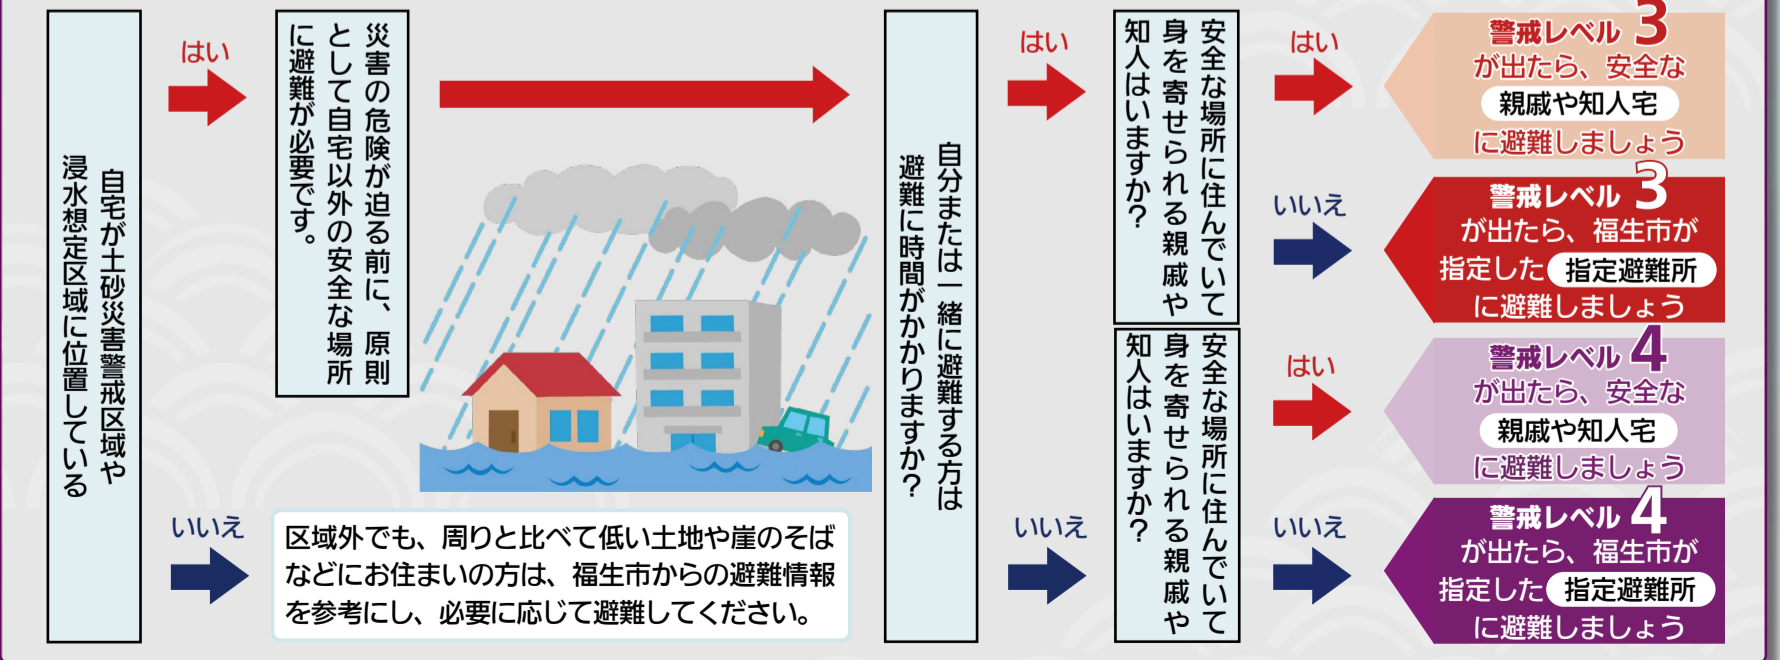 自宅が土砂災害警戒区域や
浸水想定区域に位置している
はい
災害の危険が迫る前に、原則
として自宅以外の安全な場所
に避難が必要です。
いいえ
区域外でも、周りと比べて低い土地や崖のそば
などにお住まいの方は、福生市からの避難情報
を参考にし、必要に応じて避難してください。
自分または一緒に避難する方は
避難に時間がかかりますか？
はい
安全な場所に住んでいて
身を寄せられる親戚や
知人はいますか？
はい
警戒レベル 3
が出たら、安全な
親戚や知人宅
に避難しましょう
いいえ
警戒レベル 3
が出たら、福生市が
指定した 指定避難所
に避難しましょう
いいえ
安全な場所に住んでいて
身を寄せられる親戚や
知人はいますか？
はい
警戒レベル 4
が出たら、安全な
親戚や知人宅
に避難しましょう
いいえ
警戒レベル 4
が出たら、福生市が
指定した 指定避難所
に避難しましょう